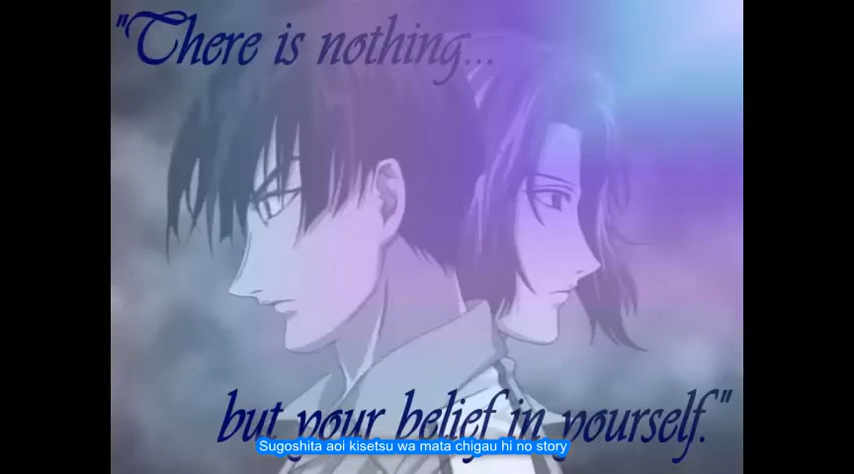 "There is nothing...
but your belief in yourself."
Sugoshita aoi kisetsu wa mata chigau hi no story